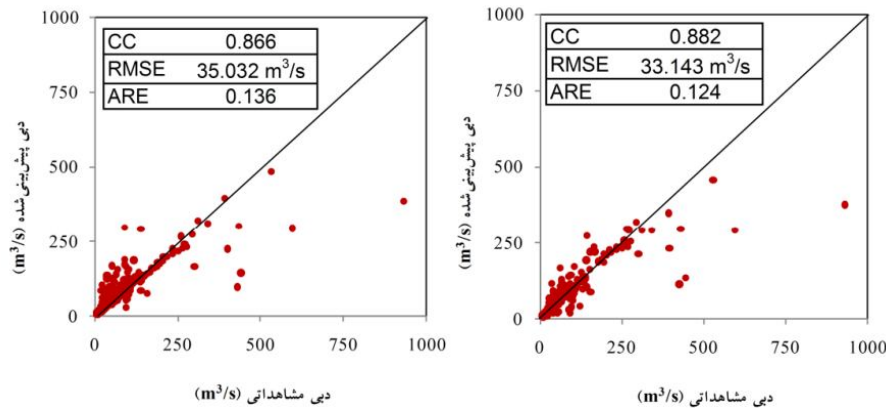 CC 0.866
RMSE 35.032 m³/s
ARE 0.136
1000
750
500
250
0
دبی پیش‌بینی‌شده (m³/s)
0 250 500 750 1000
دبی مشاهداتی (m³/s)
CC 0.882
RMSE 33.143 m³/s
ARE 0.124
1000
750
500
250
0
دبی پیش‌بینی‌شده (m³/s)
0 250 500 750 1000
دبی مشاهداتی (m³/s)